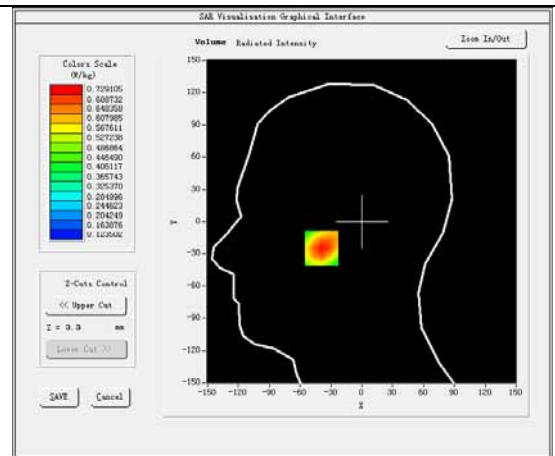 SAR Visualisation Graphical Interface
Volume Radiated Intensity
Zoom In/Out
Colors Scale
(W/kg)
0.729105
0.688732
0.648358
0.607985
0.567611
0.527238
0.486864
0.446490
0.406117
0.365743
0.325370
0.284996
0.244623
0.204249
0.163876
0.123502
150
120
90
60
30
0
-30
-60
-90
-120
-150
Y
-150 -120 -90 -60 -30 0 30 60 90 120 150
X
Z-Cuts Control
<< Upper Cut
Z = 3.3 mm
Lower Cut >>
SAVE Cancel